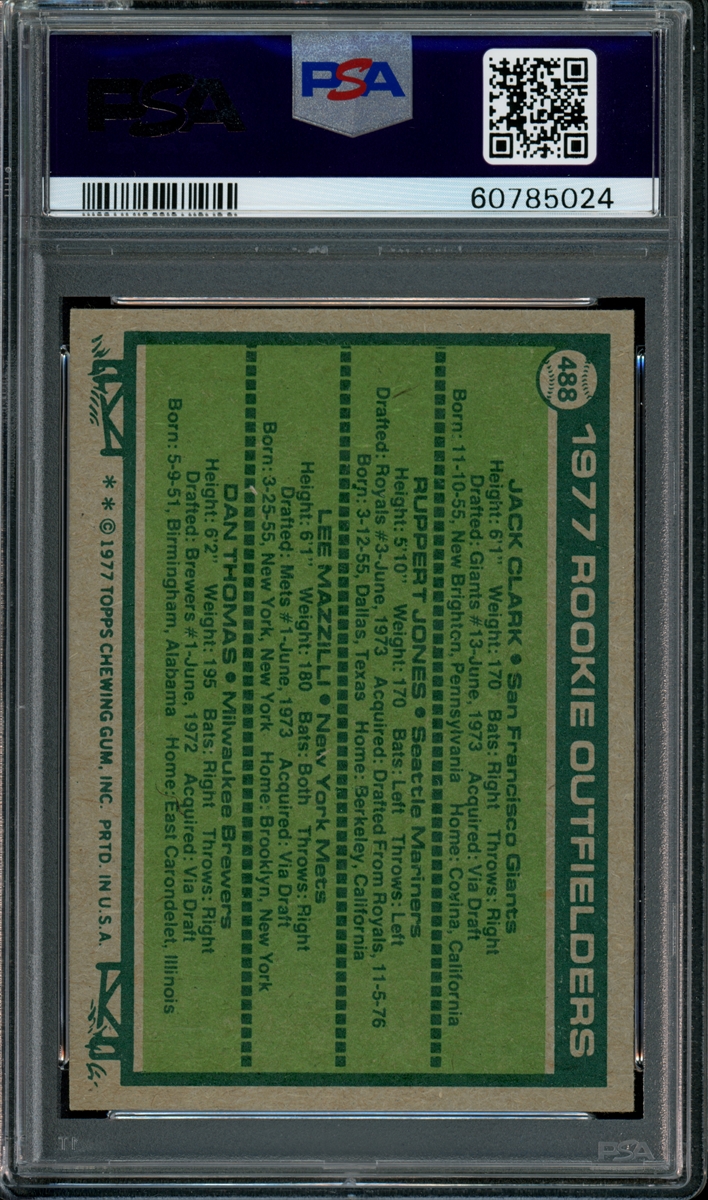 PSA
PSA
60785024
488
1977 ROOKIE OUTFIELDERS
JACK CLARK • San Francisco Giants
Height: 6'1" Weight: 170 Bats: Right Throws: Right
Drafted: Giants #13-June, 1973 Acquired: Via Draft
Born: 11-10-55, New Brighton, Pennsylvania Home: Covina, California
RUPPERT JONES • Seattle Mariners
Height: 5'10" Weight: 170 Bats: Left Throws: Left
Drafted: Royals #3-June, 1973 Acquired: Drafted From Royals, 11-5-76
Born: 3-12-55, Dallas, Texas Home: Berkeley, California
LEE MAZZILLI • New York Mets
Height: 6'1" Weight: 180 Bats: Both Throws: Right
Drafted: Mets #1-June, 1973 Acquired: Via Draft
Born: 3-25-55, New York, New York Home: Brooklyn, New York
DAN THOMAS • Milwaukee Brewers
Height: 6'2" Weight: 195 Bats: Right Throws: Right
Drafted: Brewers #1-June, 1972 Acquired: Via Draft
Born: 5-9-51, Birmingham, Alabama Home: East Carondelet, Illinois
* * © 1977 TOPPS CHEWING GUM, INC. PRTD. IN U.S.A.
PSA